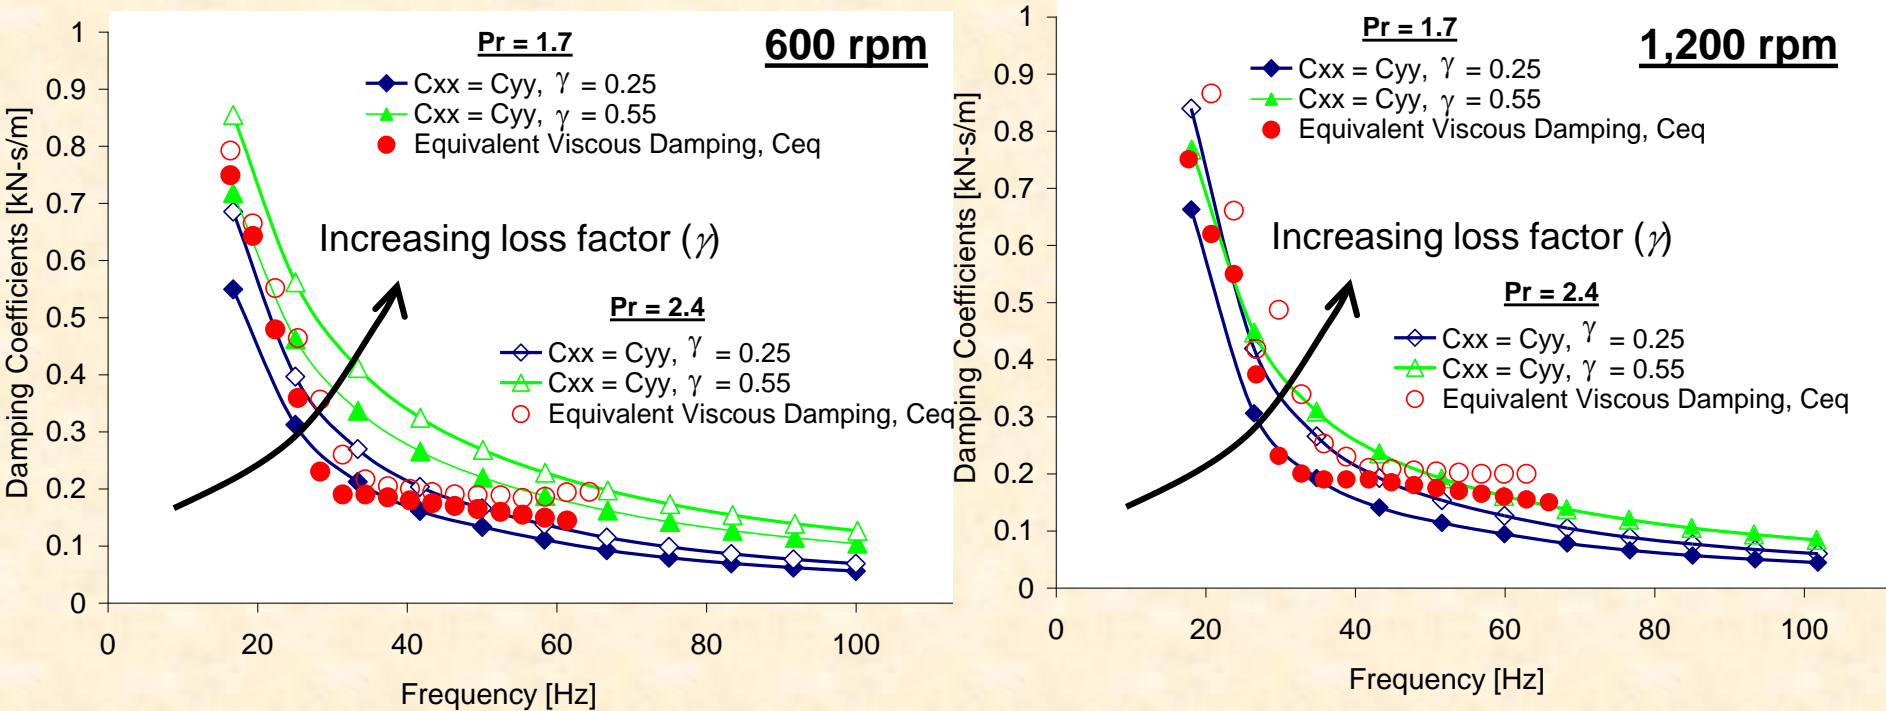 600 rpm
Pr = 1.7
Cxx = Cyy, γ = 0.25
Cxx = Cyy, γ = 0.55
Equivalent Viscous Damping, Ceq
Increasing loss factor (γ)
Pr = 2.4
Cxx = Cyy, γ = 0.25
Cxx = Cyy, γ = 0.55
Equivalent Viscous Damping, Ceq
Damping Coefficients [kN-s/m]
1
0.9
0.8
0.7
0.6
0.5
0.4
0.3
0.2
0.1
0
0 20 40 60 80 100
Frequency [Hz]
1,200 rpm
Pr = 1.7
Cxx = Cyy, γ = 0.25
Cxx = Cyy, γ = 0.55
Equivalent Viscous Damping, Ceq
Increasing loss factor (γ)
Pr = 2.4
Cxx = Cyy, γ = 0.25
Cxx = Cyy, γ = 0.55
Equivalent Viscous Damping, Ceq
Damping Coefficients [kN-s/m]
1
0.9
0.8
0.7
0.6
0.5
0.4
0.3
0.2
0.1
0
0 20 40 60 80 100
Frequency [Hz]